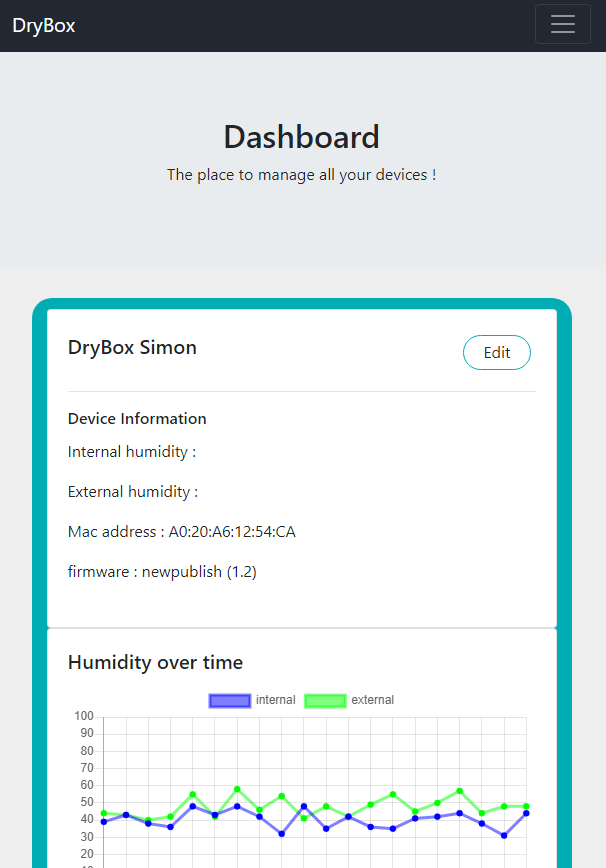 DryBox
Dashboard
The place to manage all your devices !
DryBox Simon
Edit
Device Information
Internal humidity :
External humidity :
Mac address : A0:20:A6:12:54:CA
firmware : newpublish (1.2)
Humidity over time
internal external
100
90
80
70
60
50
40
30
20
10